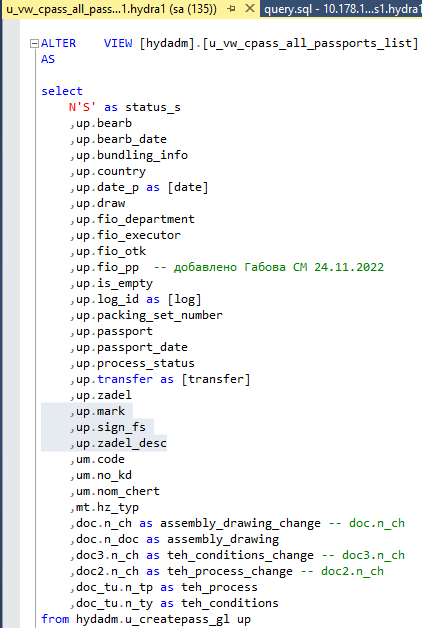 u_vw_cpass_all_pass...1.hydra1 (sa (135)) query.sql - 10.178.1...s1.hydra1
ALTER    VIEW [hydadm].[u_vw_cpass_all_passports_list]
AS
select
N'S' as status_s
,up.bearb
,up.bearb_date
,up.bundling_info
,up.country
,up.date_p as [date]
,up.draw
,up.fio_department
,up.fio_executor
,up.fio_otk
,up.fio_pp  -- добавлено Габова СМ 24.11.2022
,up.is_empty
,up.log_id as [log]
,up.packing_set_number
,up.passport
,up.passport_date
,up.process_status
,up.transfer as [transfer]
,up.zadel
,up.mark
,up.sign_fs
,up.zadel_desc
,um.code
,um.no_kd
,um.nom_chert
,mt.hz_typ
,doc.n_ch as assembly_drawing_change -- doc.n_ch
,doc.n_doc as assembly_drawing
,doc3.n_ch as teh_conditions_change -- doc3.n_ch
,doc2.n_ch as teh_process_change -- doc2.n_ch
,doc_tu.n_tp as teh_process
,doc_tu.n_ty as teh_conditions
from hydadm.u_createpass_gl up